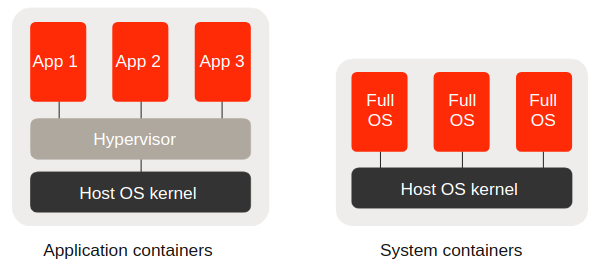 App 1
App 2
App 3
Hypervisor
Host OS kernel
Application containers
Full
OS
Full
OS
Full
OS
Host OS kernel
System containers